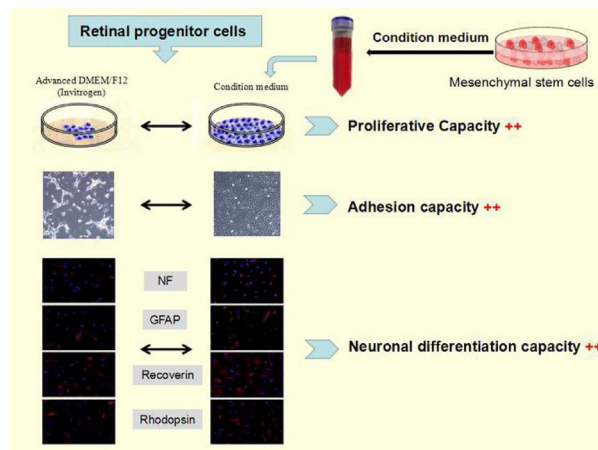 Retinal progenitor cells
Condition medium
Mesenchymal stem cells
Advanced DMEM/F12
(Invitrogen)
Condition medium
Proliferative Capacity ++
Adhesion capacity ++
NF
GFAP
Neuronal differentiation capacity ++
Recoverin
Rhodopsin